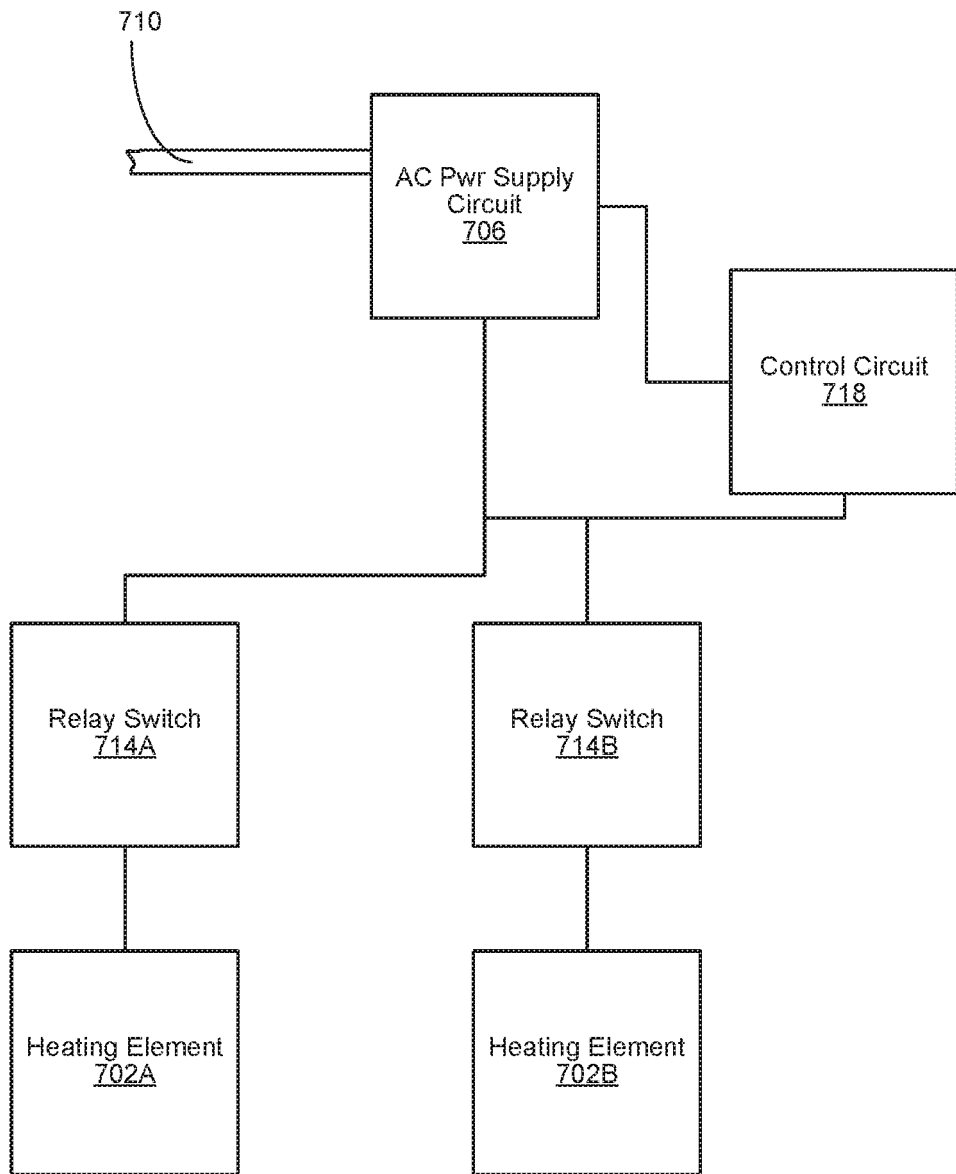 710
AC Pwr Supply
Circuit
706
Control Circuit
718
Relay Switch
714A
Relay Switch
714B
Heating Element
702A
Heating Element
702B